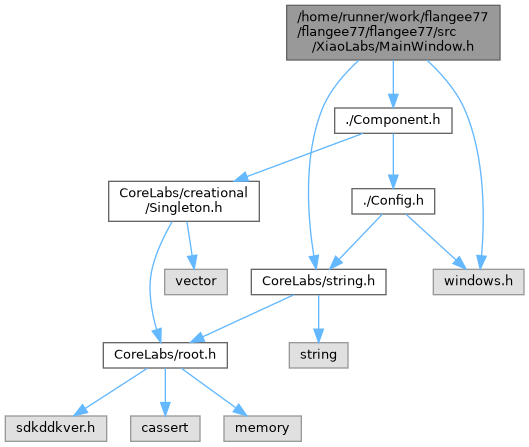 /home/runner/work/flangee77
/flangee77/flangee77/src
/XiaoLabs/MainWindow.h
./Component.h
CoreLabs/creational
/Singleton.h
./Config.h
vector
CoreLabs/string.h
windows.h
CoreLabs/root.h
string
sdkddkver.h
cassert
memory